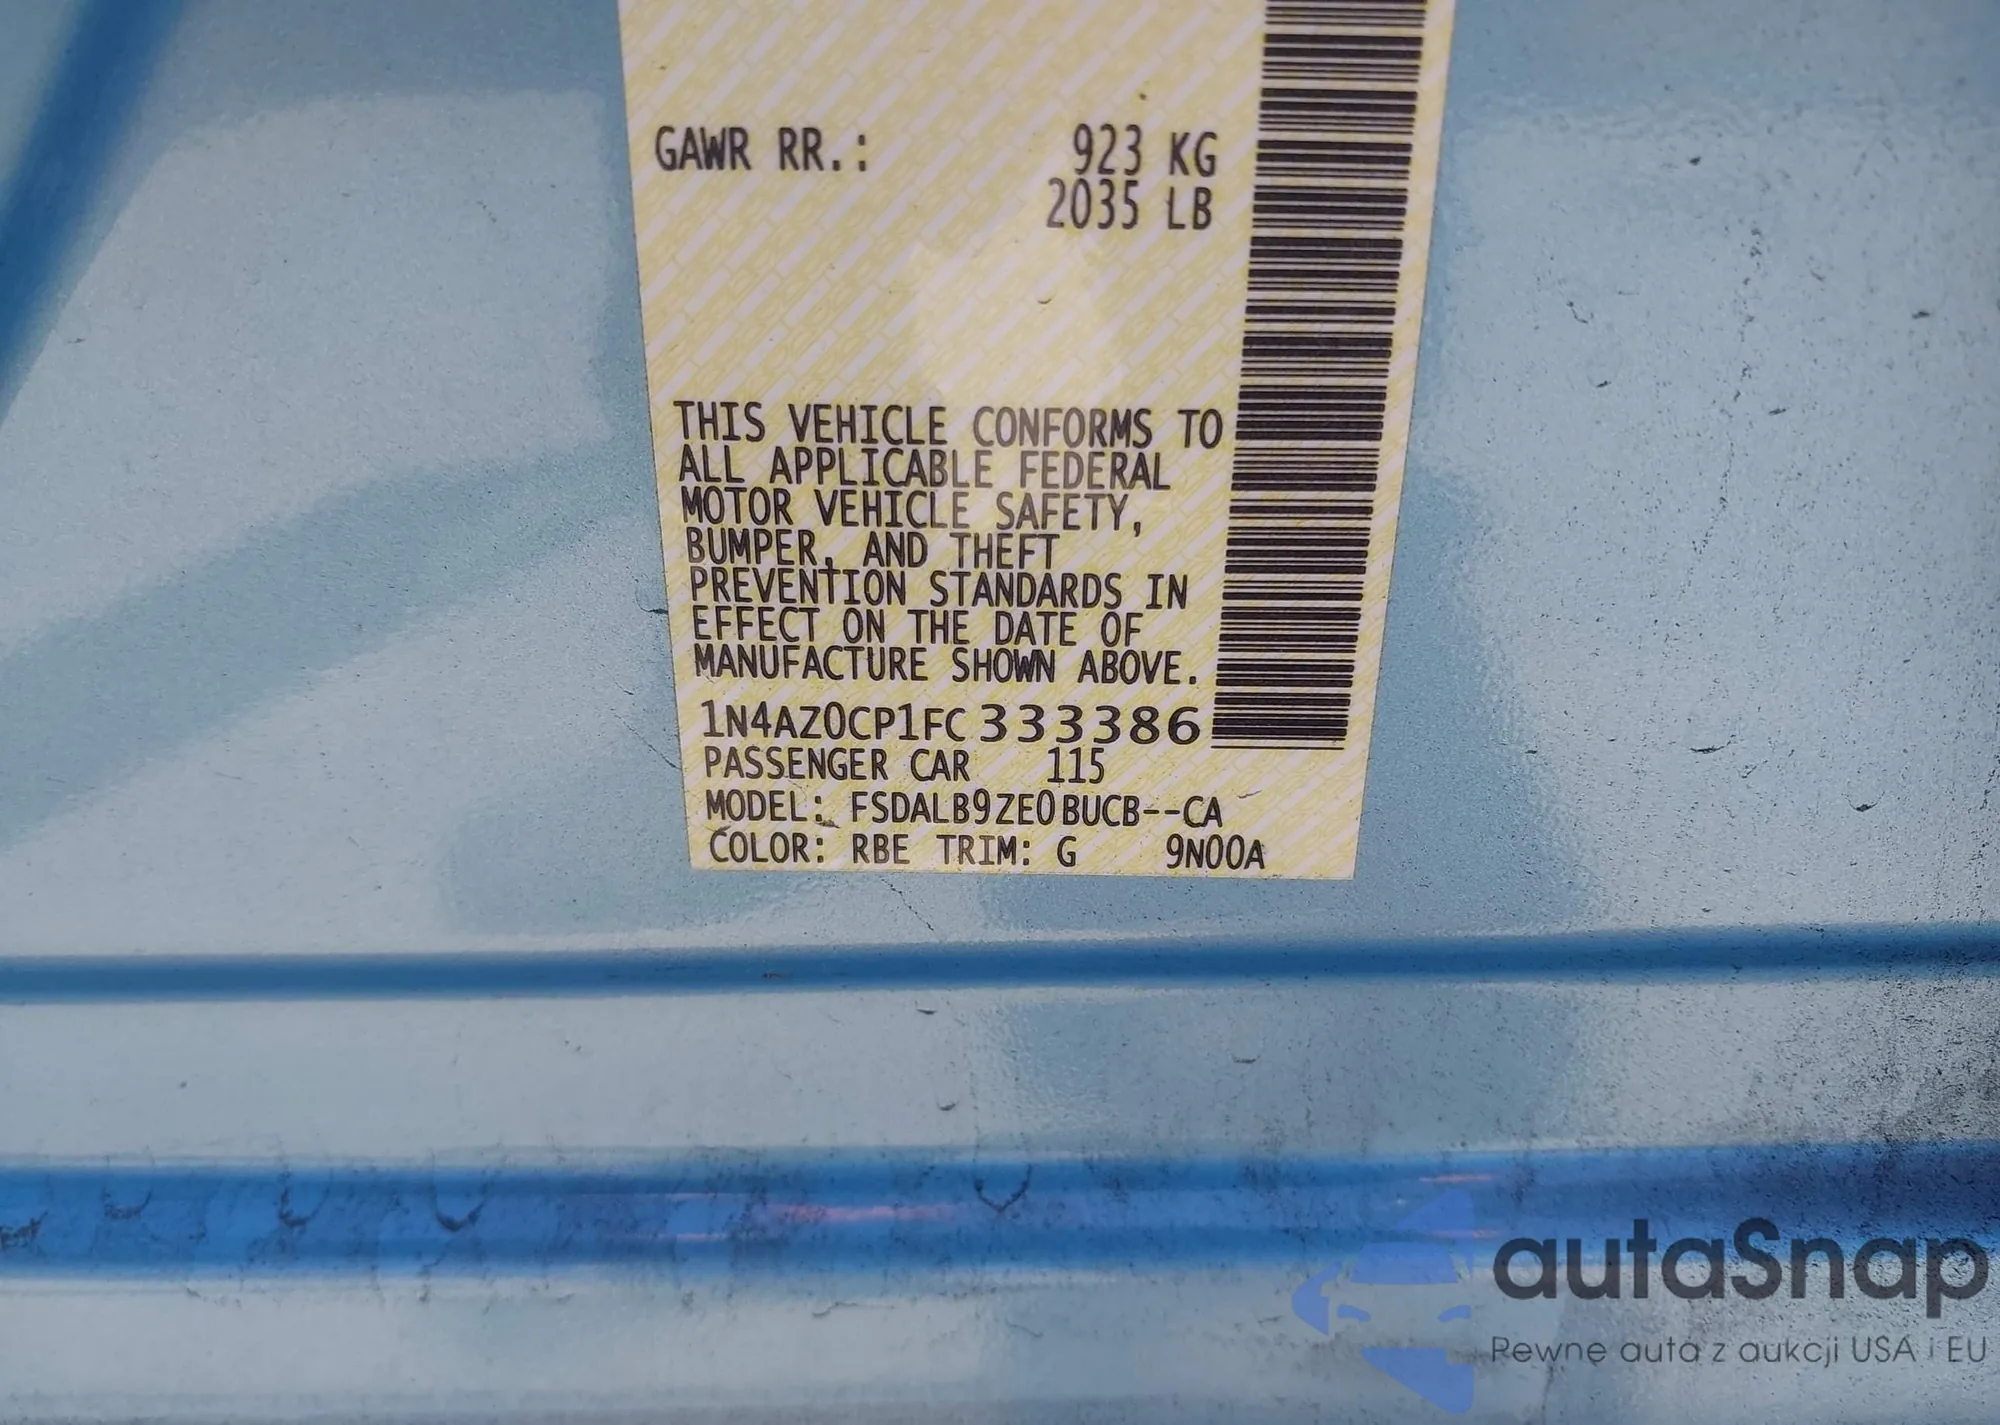 GAWR RR.: 923 KG
2035 LB
THIS VEHICLE CONFORMS TO
ALL APPLICABLE FEDERAL
MOTOR VEHICLE SAFETY,
BUMPER, AND THEFT
PREVENTION STANDARDS IN
EFFECT ON THE DATE OF
MANUFACTURE SHOWN ABOVE.
1N4AZ0CP1FC333386
PASSENGER CAR 115
MODEL: FSDALB9ZE0BUCB--CA
COLOR: RBE TRIM: G 9N00A
autaSnap
Pewne auta z aukcji USA i EU